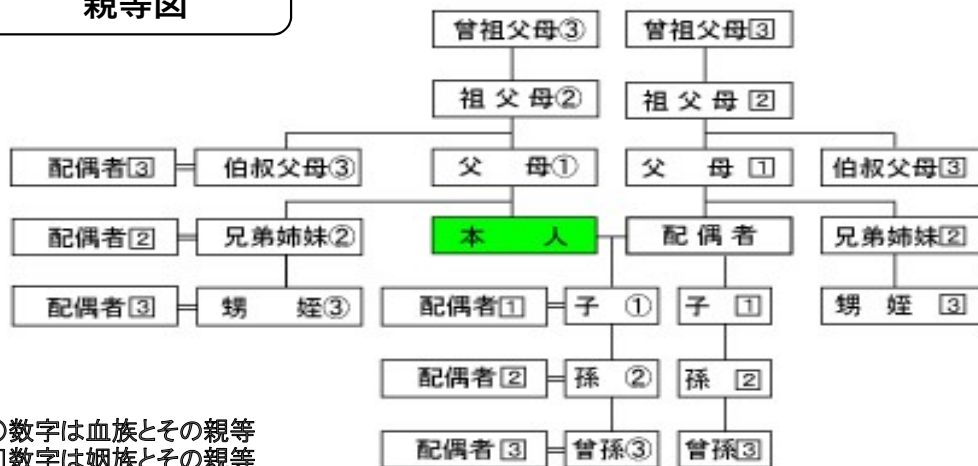 親等図
曾祖父母③ 曾祖父母3
祖父母② 祖父母2
配偶者3 伯叔父母③ 父母① 父母1 伯叔父母3
配偶者2 兄弟姉妹② 本人 配偶者 兄弟姉妹2
配偶者3 甥姪③ 配偶者1 子① 子1 甥姪3
配偶者2 孫② 孫2
配偶者3 曾孫③ 曾孫3
の数字は血族とその親等
数字は姻族とその親等